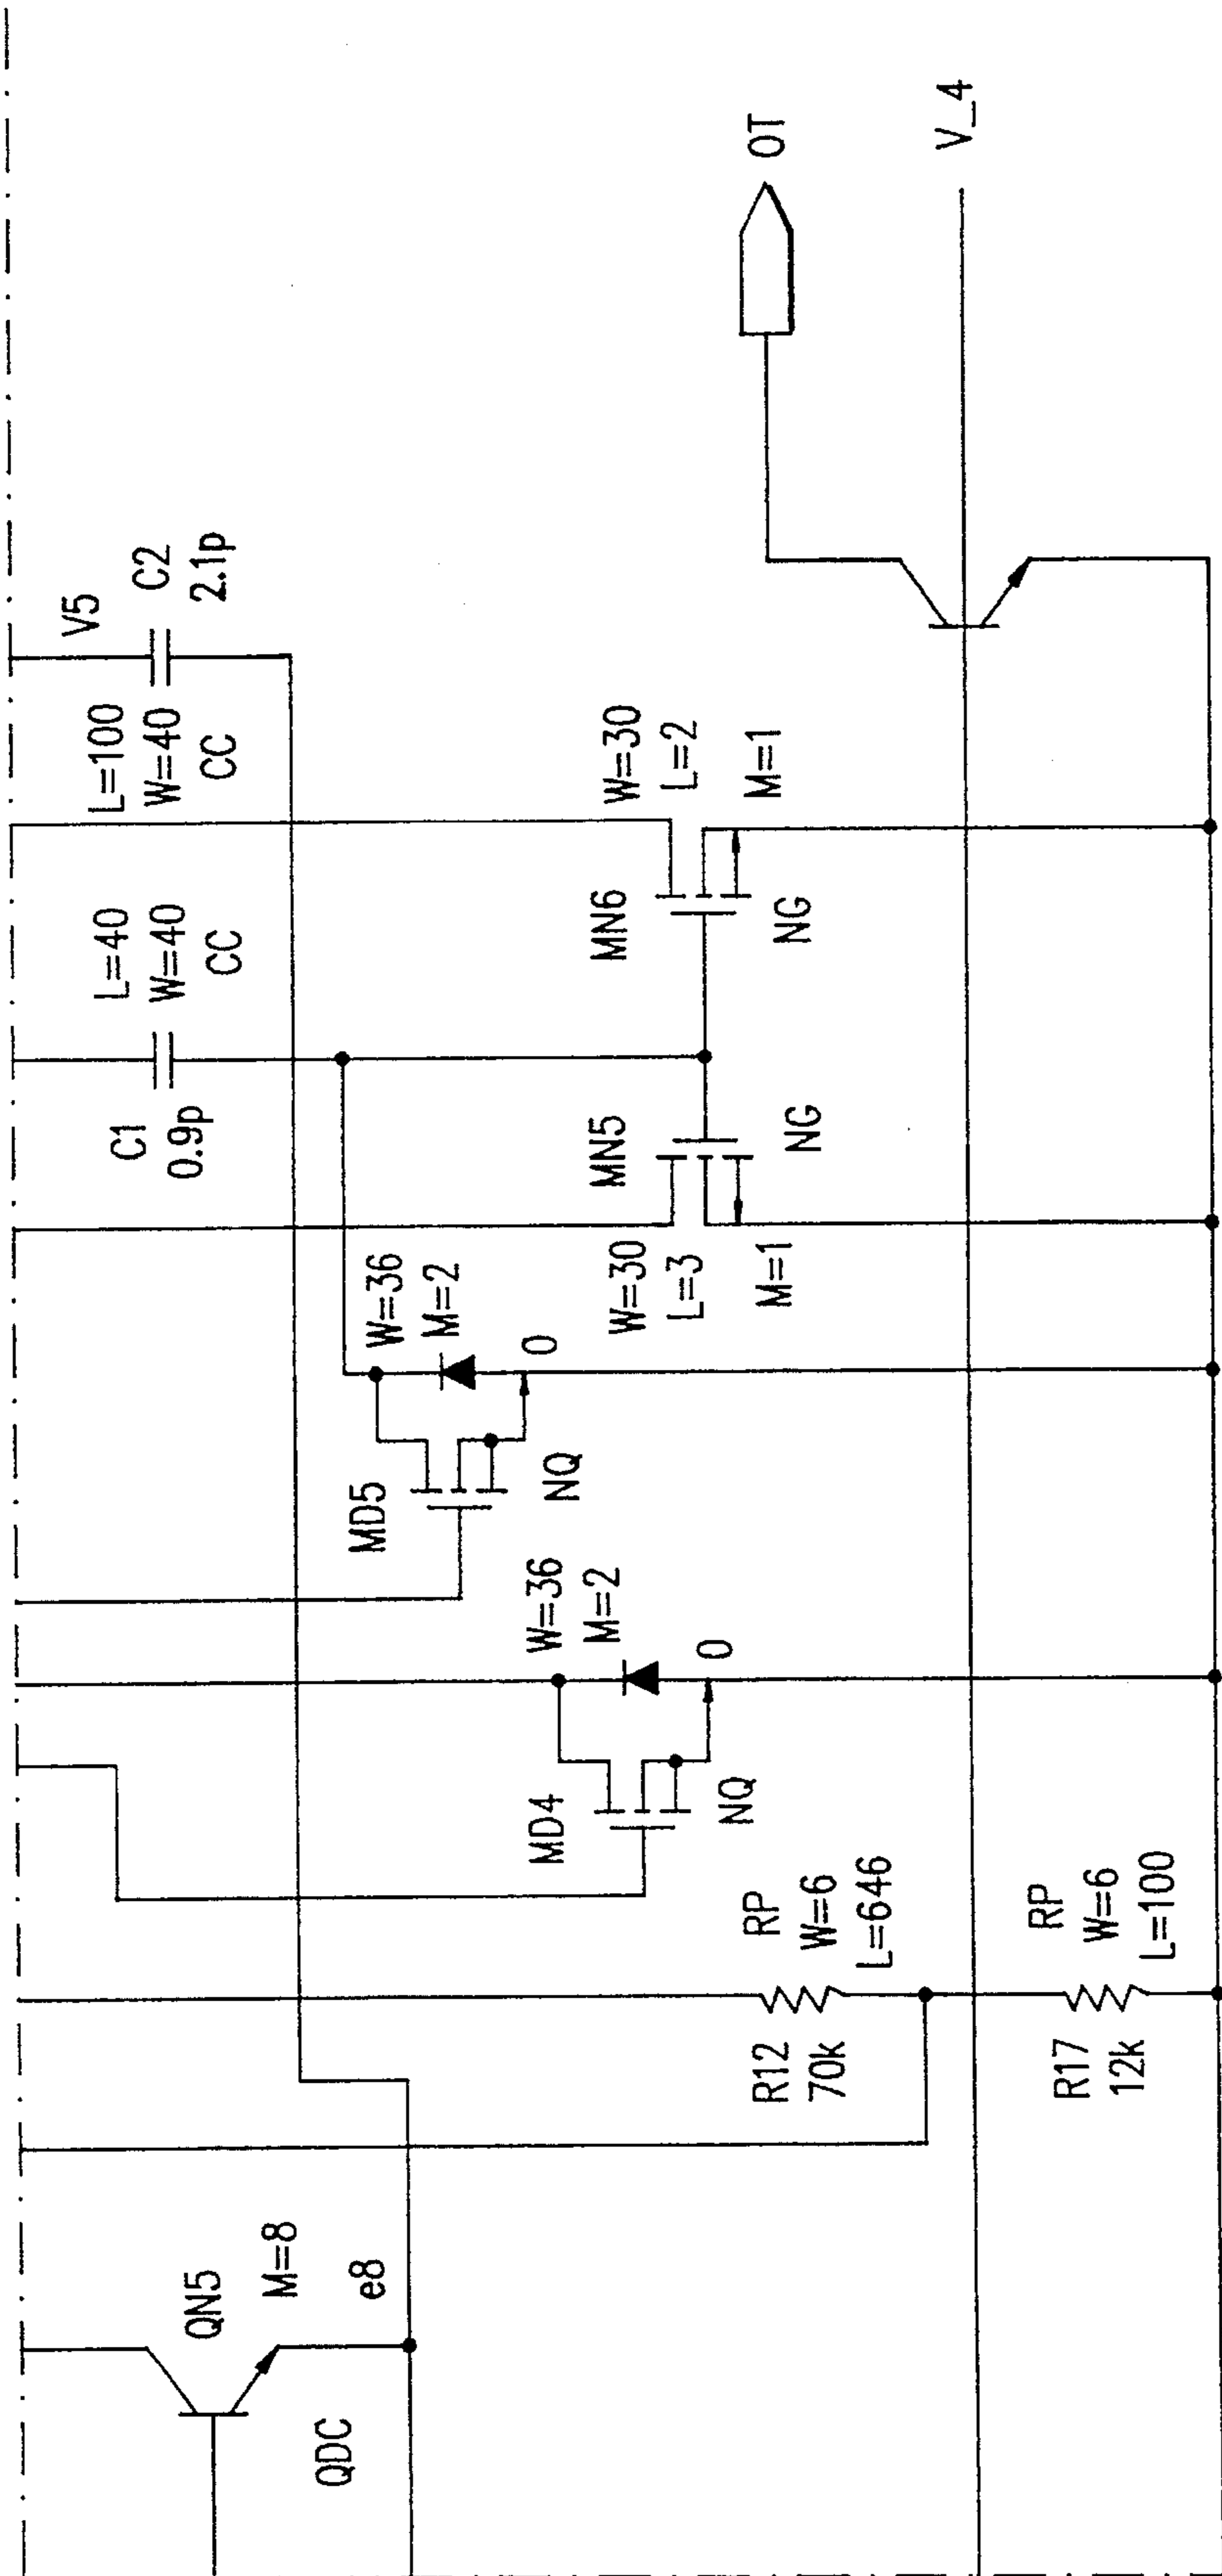 QN5
M=8
e8
QDC
R12
70k
RP
W=6
L=646
R17
12k
RP
W=6
L=100
MD4
NQ
W=36
M=2
0
MD5
NQ
W=36
M=2
0
C1
0.9p
L=40
W=40
CC
MN5
W=30
L=3
M=1
NG
MN6
NG
W=30
L=2
M=1
L=100
W=40
CC
V5
C2
2.1p
OT
V_4